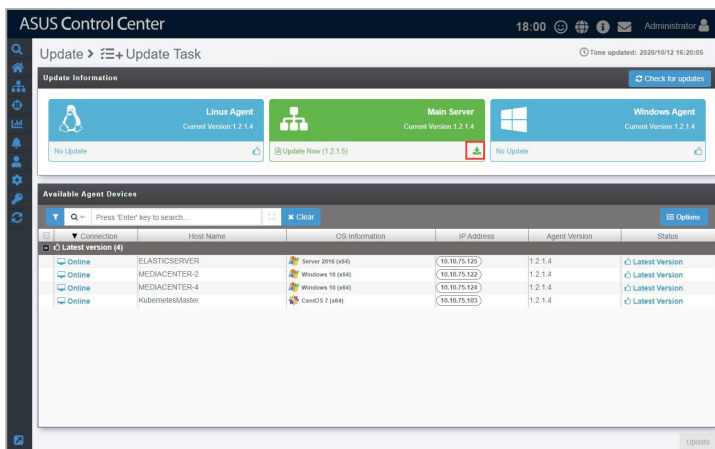 ASUS Control Center
18:00
Administrator
Update > Update Task
Time updated: 2020/10/12 16:20:05
Update Information
Check for updates
Linux Agent
Current Version:1.2.1.4
No Update
Main Server
Current Version:1.2.1.4
Update Now (1.2.1.5)
Windows Agent
Current Version:1.2.1.4
No Update
Available Agent Devices
Press 'Enter' key to search...
Clear
Options
Connection Host Name OS Information IP Address Agent Version Status
Latest version (4)
Online ELASTICSERVER Server 2016 (x64) 10.10.75.125 1.2.1.4 Latest Version
Online MEDIACENTER-2 Windows 10 (x64) 10.10.75.122 1.2.1.4 Latest Version
Online MEDIACENTER-4 Windows 10 (x64) 10.10.75.124 1.2.1.4 Latest Version
Online KubernetesMaster CentOS 7 (x64) 10.10.75.103 1.2.1.4 Latest Version
Update